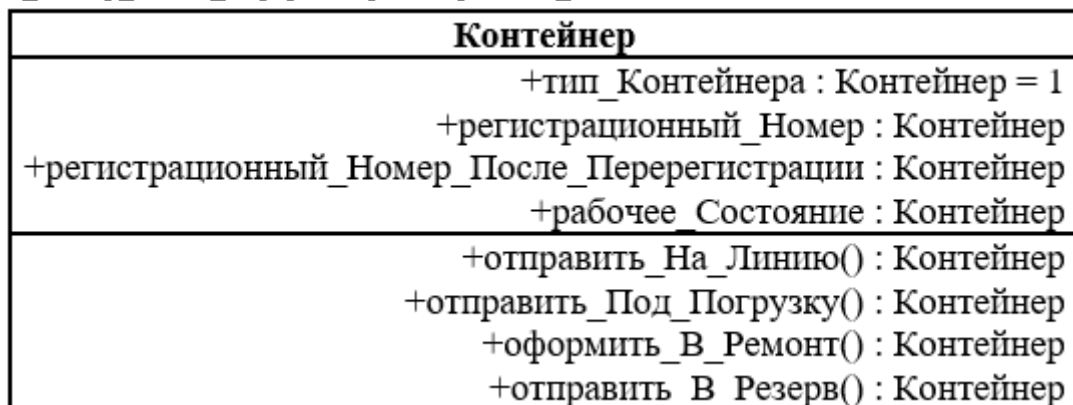 Контейнер
+тип_Контейнера : Контейнер = 1
+регистрационный_Номер : Контейнер
+регистрационный_Номер_После_Перерегистрации : Контейнер
+рабочее_Состояние : Контейнер
+отправить_На_Линию() : Контейнер
+отправить_Под_Погрузку() : Контейнер
+оформить_В_Ремонт() : Контейнер
+отправить_В_Резерв() : Контейнер